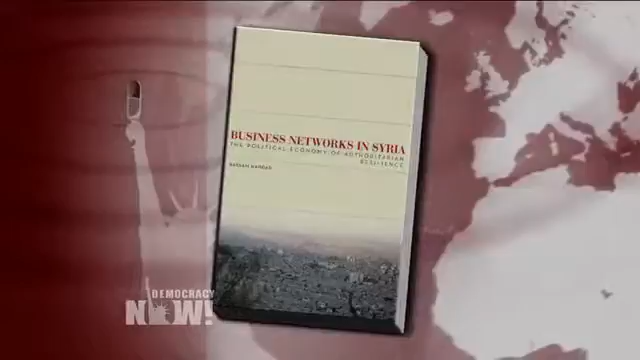 BUSINESS NETWORKS IN SYRIA
THE POLITICAL ECONOMY OF AUTHORITARIAN
RESILIENCE
BASSAM HADDAD
DEMOCRACY
NOW!